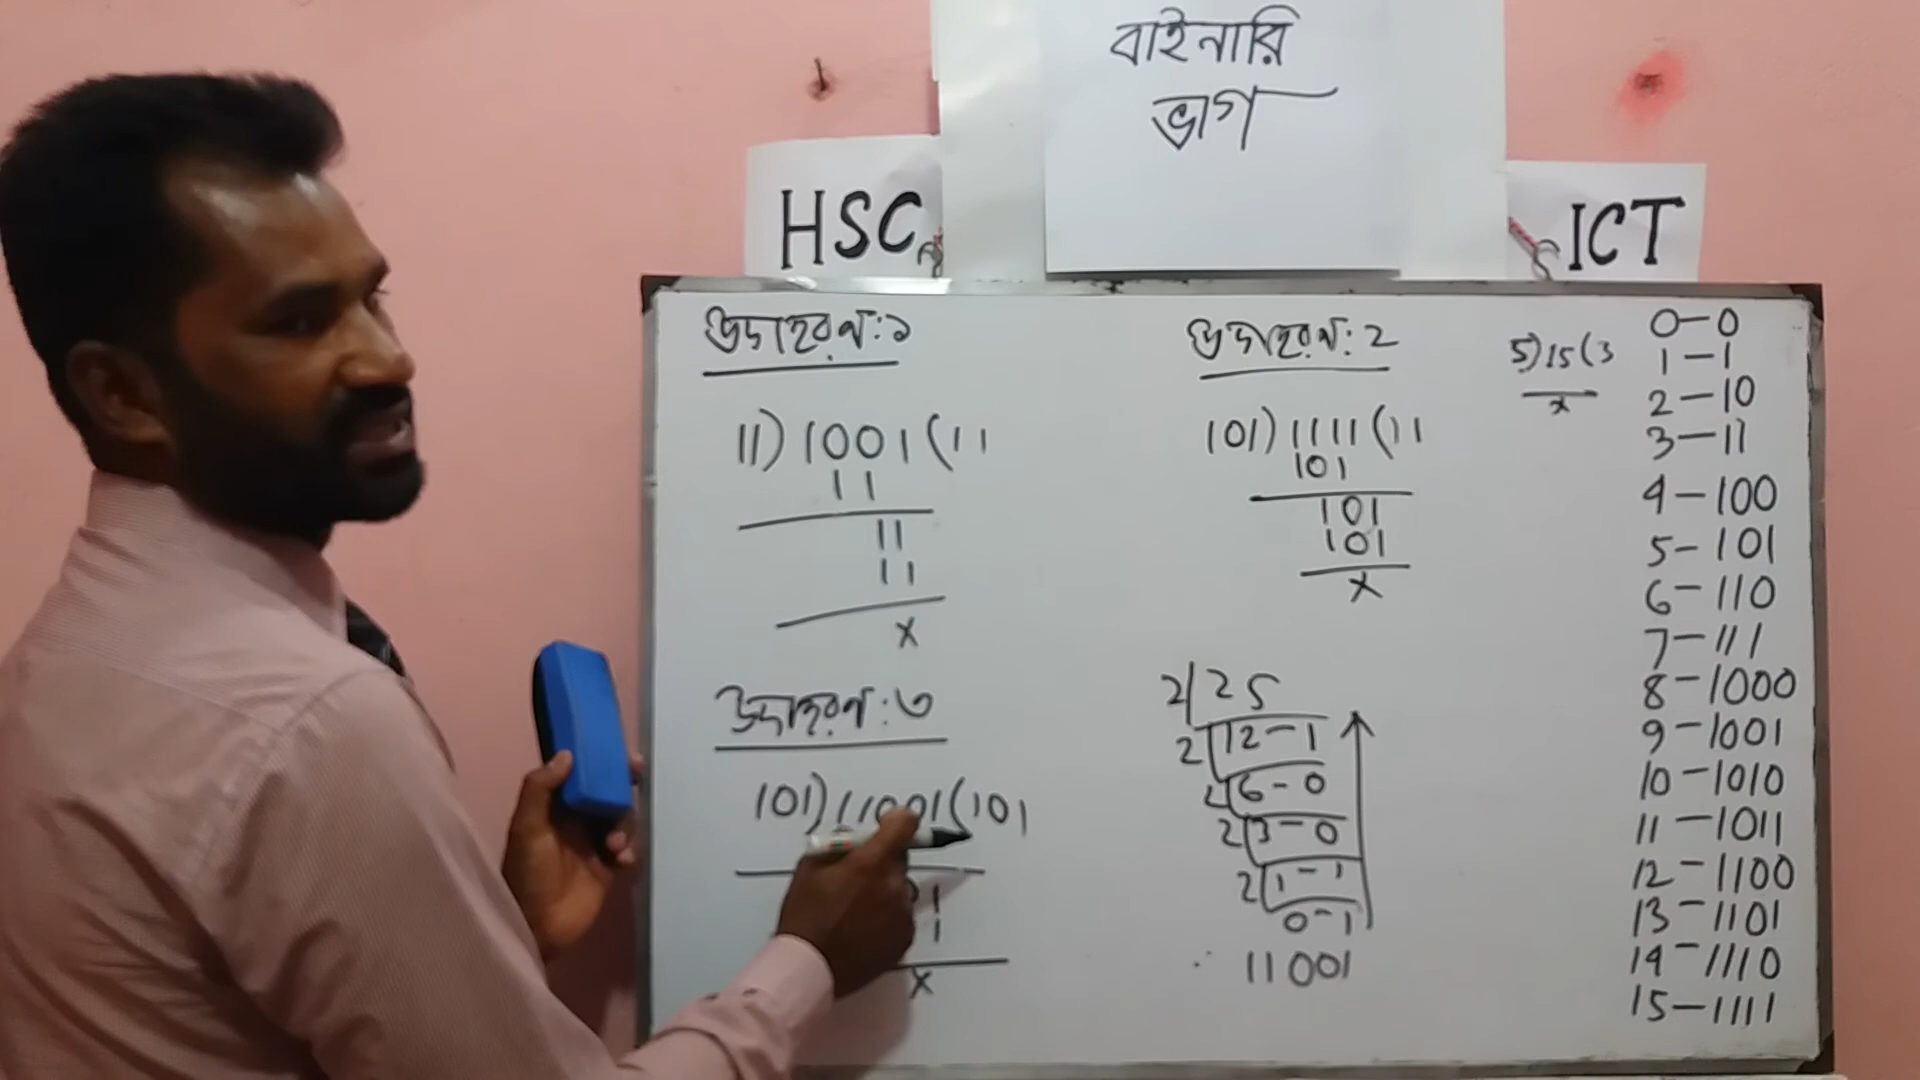 বাইনারি
ভাগ
HSC
ICT
উদাহরণ:১
11) 1001 (11
11
11
11
x
উদাহরণ:2
101) 1111 (11
101
101
101
x
5)15(3
x
উদাহরণ:৩
101) 11001 (101
1
1
x
2 25
2 12-1
2 6-0
2 3-0
2 1-1
0-1
∴ 11001
0-0
1-1
2-10
3-11
4-100
5-101
6-110
7-111
8-1000
9-1001
10-1010
11-1011
12-1100
13-1101
14-1110
15-1111